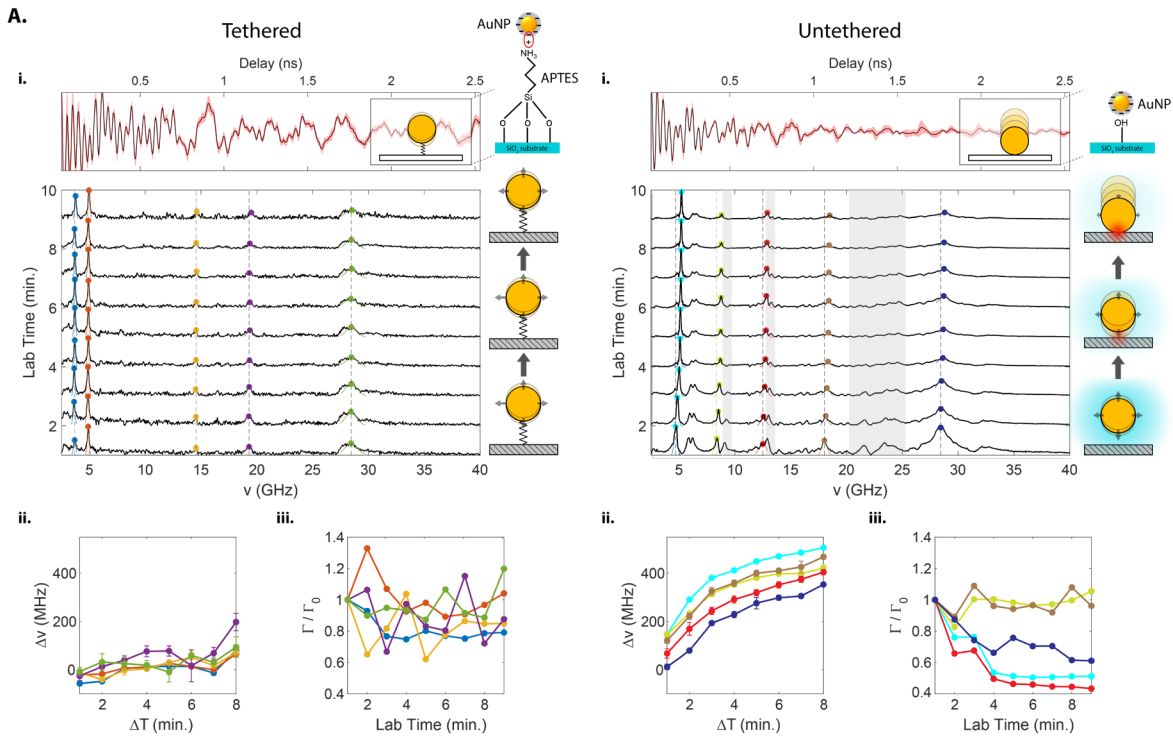 A.
Tethered
AuNP
+
NH₃
APTES
Si
O O O
SiOₓ substrate
i.
Delay (ns)
0.5 1 1.5 2 2.5
Lab Time (min.)
10
8
6
4
2
5 10 15 20 25 30 35 40
ν (GHz)
ii.
Δν (MHz)
400
200
0
2 4 6 8
ΔT (min.)
iii.
Γ / Γ₀
1.4
1.2
1
0.8
0.6
0.4
2 4 6 8
Lab Time (min.)
Untethered
i.
Delay (ns)
0.5 1 1.5 2 2.5
AuNP
OH
SiOₓ substrate
Lab Time (min.)
10
8
6
4
2
5 10 15 20 25 30 35 40
ν (GHz)
ii.
Δν (MHz)
400
200
0
2 4 6 8
ΔT (min.)
iii.
Γ / Γ₀
1.4
1.2
1
0.8
0.6
0.4
2 4 6 8
Lab Time (min.)